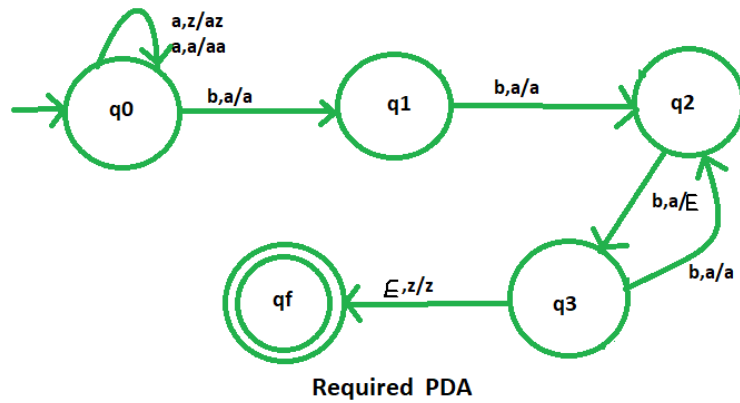 a,z/az
a,a/aa
q0
b,a/a
q1
b,a/a
q2
b,a/E
b,a/a
q3
E,z/z
qf
Required PDA